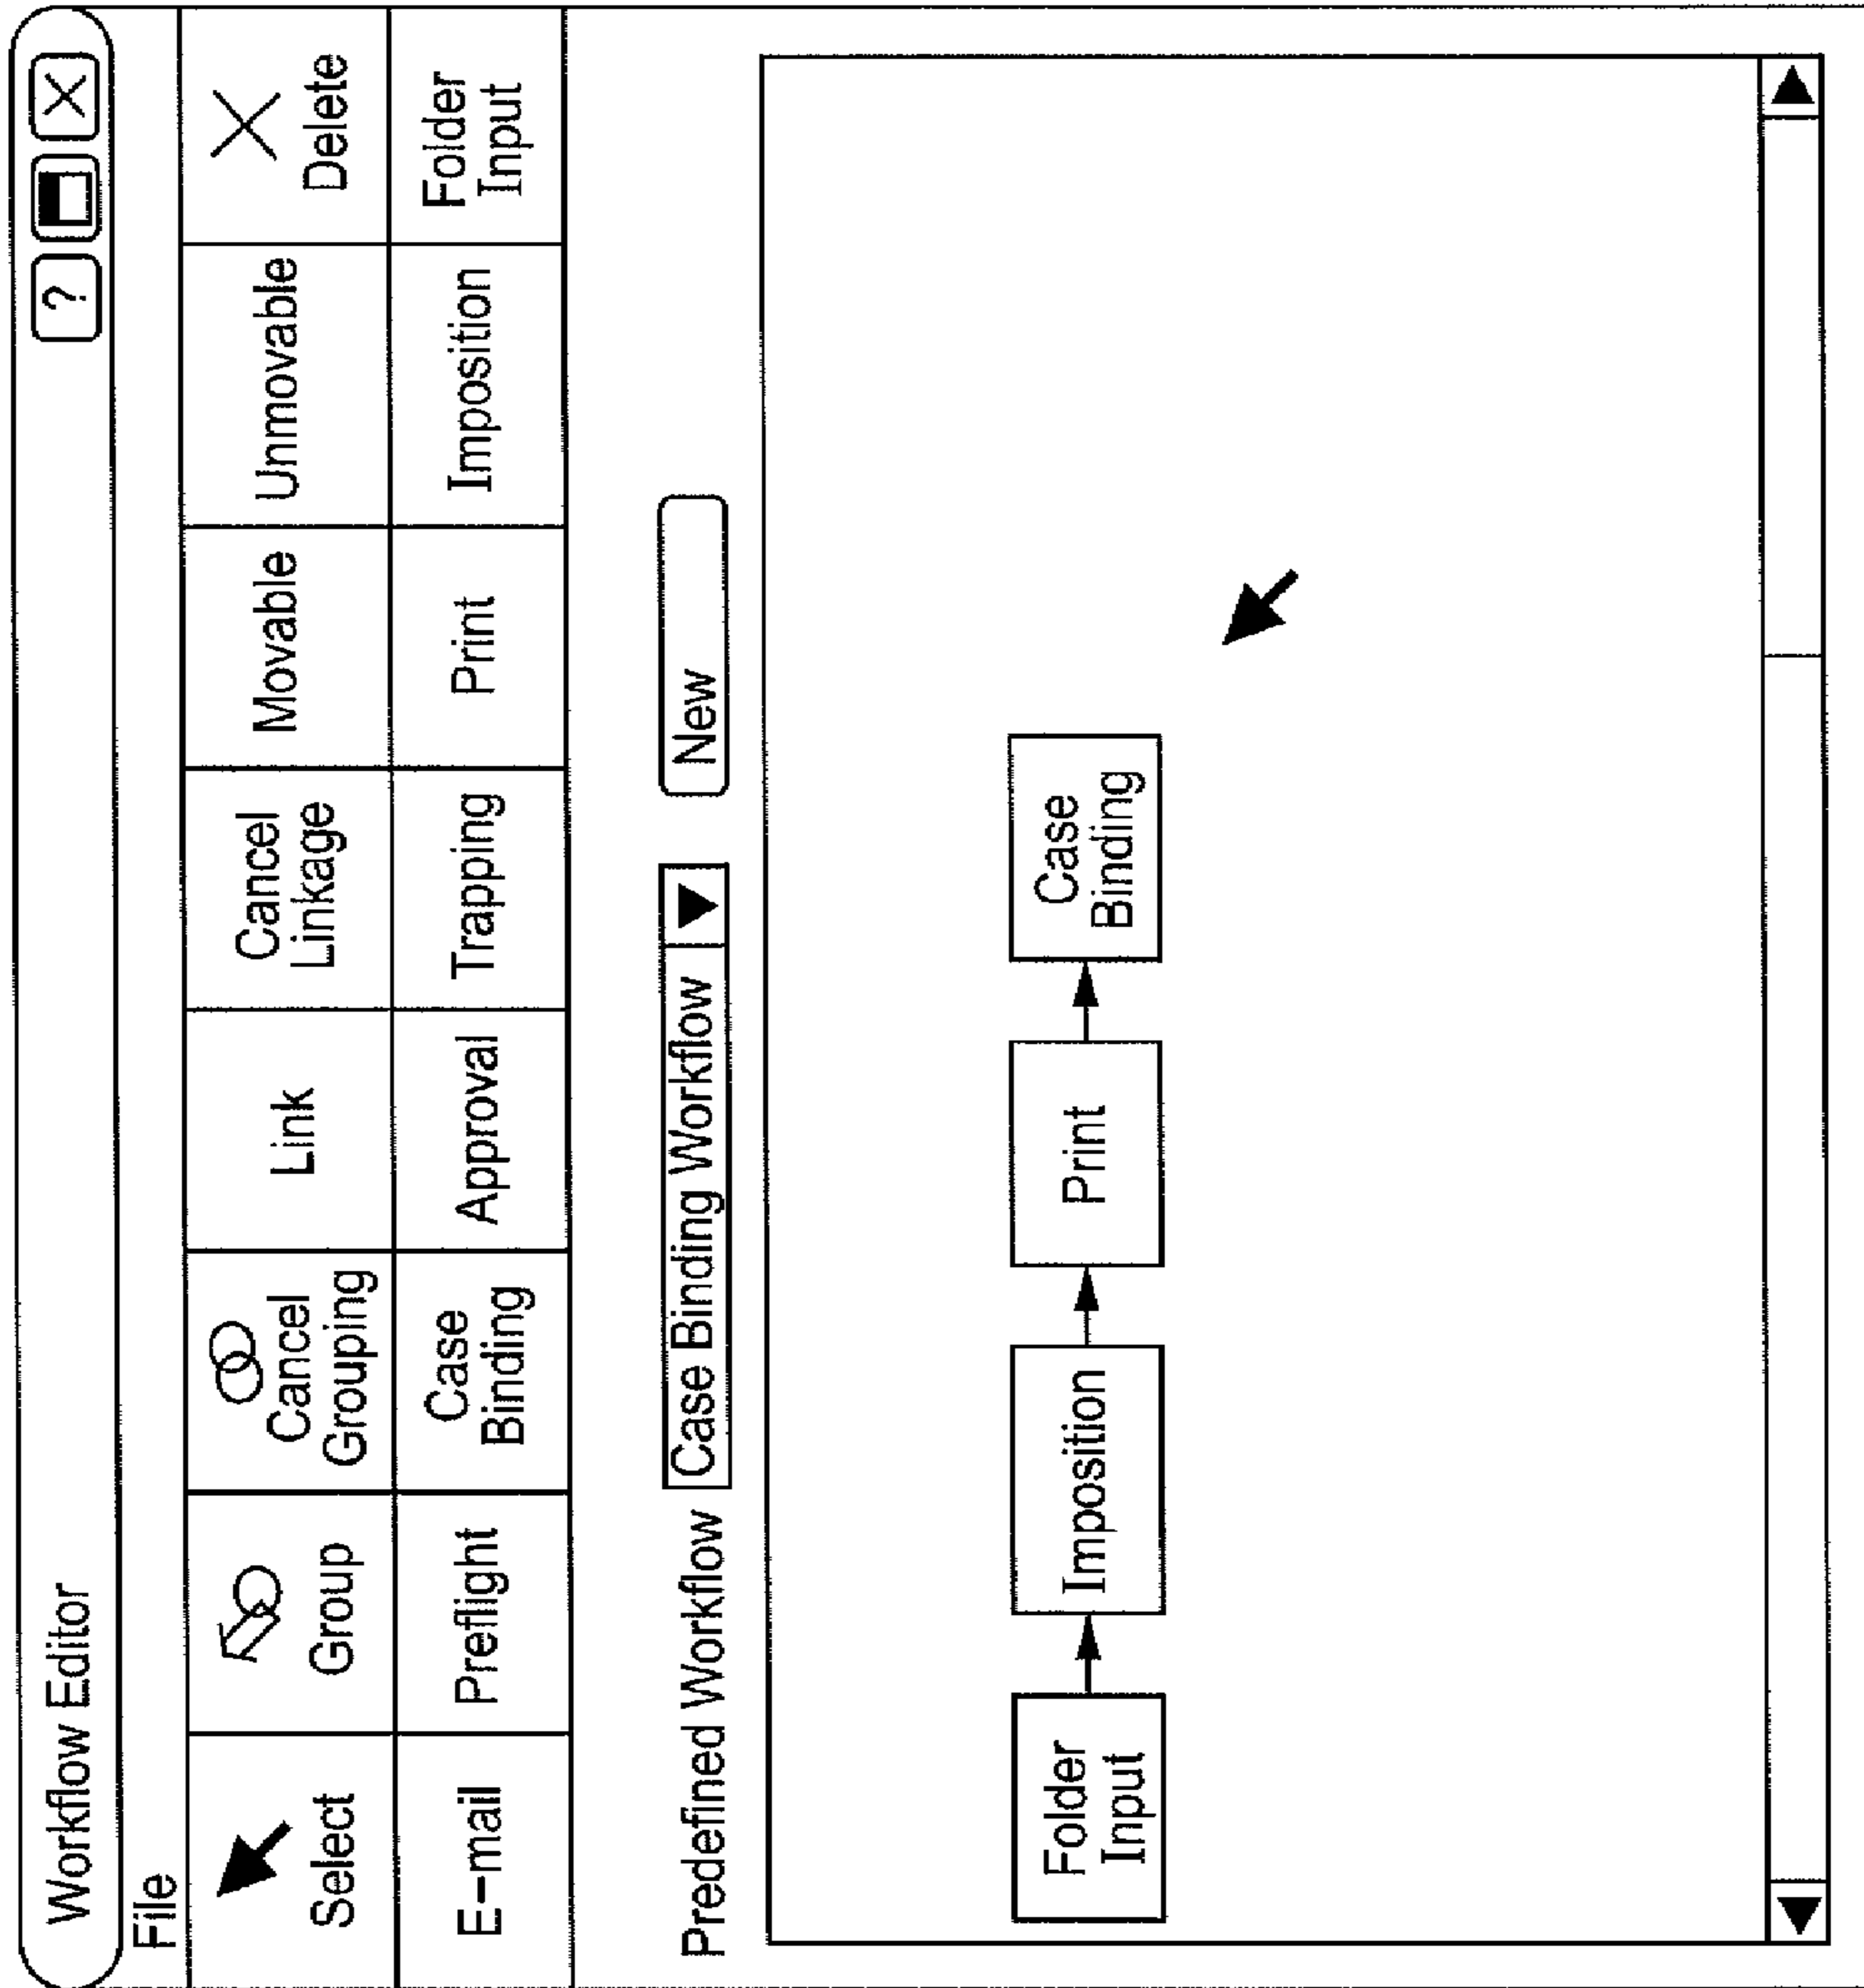 Workflow Editor
?
File
Select
Group
Cancel
Grouping
Link
Cancel
Linkage
Movable
Unmovable
Delete
E-mail
Preflight
Case
Binding
Approval
Trapping
Print
Imposition
Folder
Input
Predefined Workflow
Case Binding Workflow
New
Folder
Input
Imposition
Print
Case
Binding